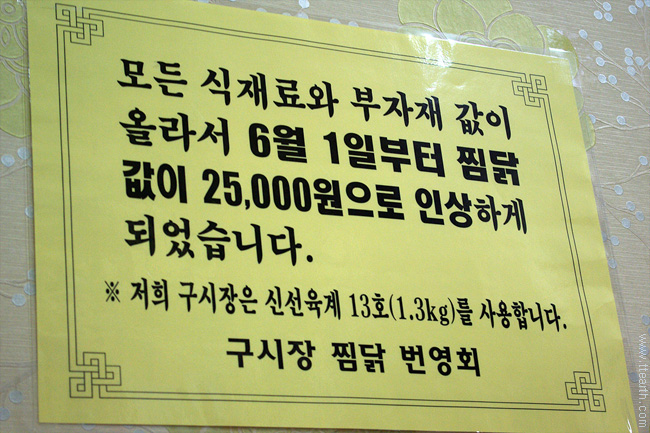 모든 식재료와 부자재 값이
올라서 6월 1일부터 찜닭
값이 25,000원으로 인상하게
되었습니다.
※ 저희 구시장은 신선육계 13호(1.3kg)를 사용합니다.
구시장 찜닭 번영회
www.ttearth.com